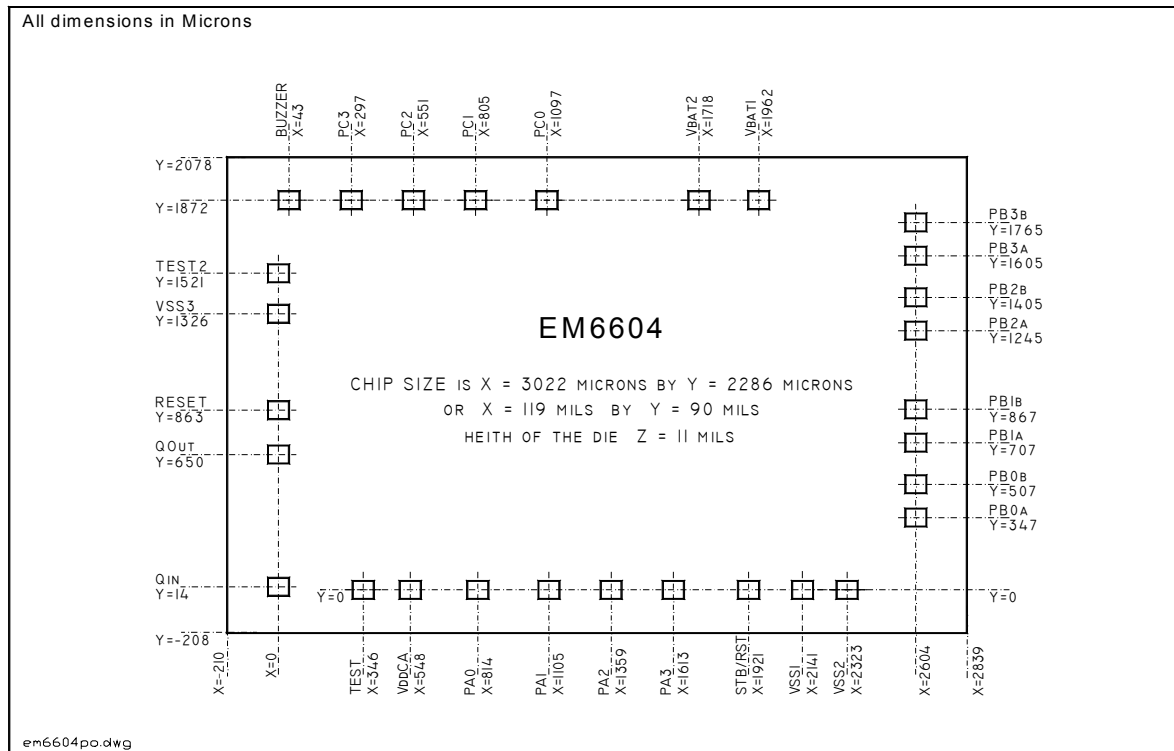 All dimensions in Microns
BUZZER
X=43
PC3
X=297
PC2
X=551
PC1
X=805
PC0
X=1097
VBAT2
X=1718
VBAT1
X=1962
Y=2078
Y=1872
TEST2
Y=1521
VSS3
Y=1326
RESET
Y=863
QOUT
Y=650
QIN
Y=14
Y=-208
EM6604
CHIP SIZE IS X = 3022 MICRONS BY Y = 2286 MICRONS
OR X = 119 MILS BY Y = 90 MILS
HEITH OF THE DIE Z = 11 MILS
PB3B
Y=1765
PB3A
Y=1605
PB2B
Y=1405
PB2A
Y=1245
PB1B
Y=867
PB1A
Y=707
PB0B
Y=507
PB0A
Y=347
Y=0
Y=0
X=-210
X=0
TEST
X=346
VDDCA
X=548
PA0
X=814
PA1
X=1105
PA2
X=1359
PA3
X=1613
STB/RST
X=1921
VSS1
X=2141
VSS2
X=2323
X=2604
X=2839
em6604po.dwg